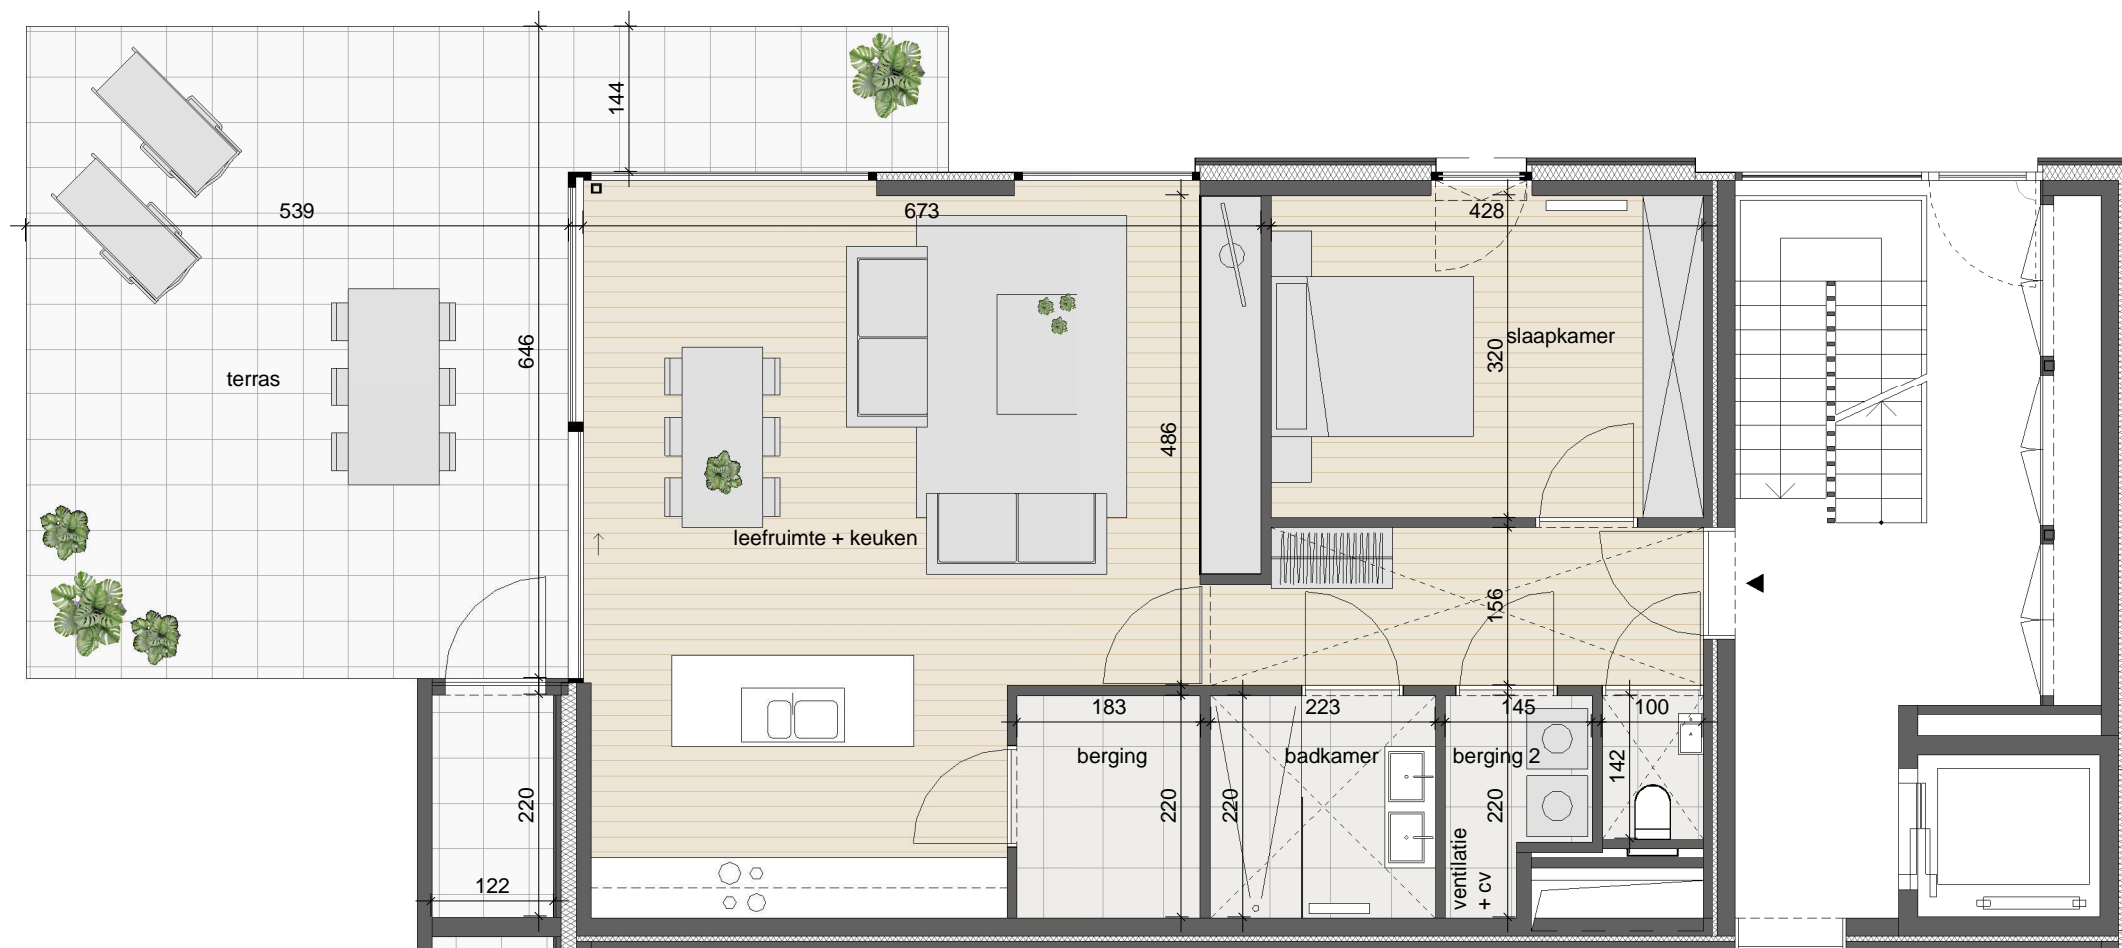 144
539
673
428
646
320
slaapkamer
terras
486
leefruimte + keuken
156
183
223
145
100
berging
badkamer
berging 2
142
220
220
220
220
122
ventilatie
+ cv